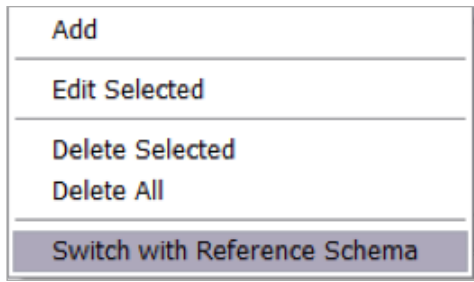 Add
Edit Selected
Delete Selected
Delete All
Switch with Reference Schema